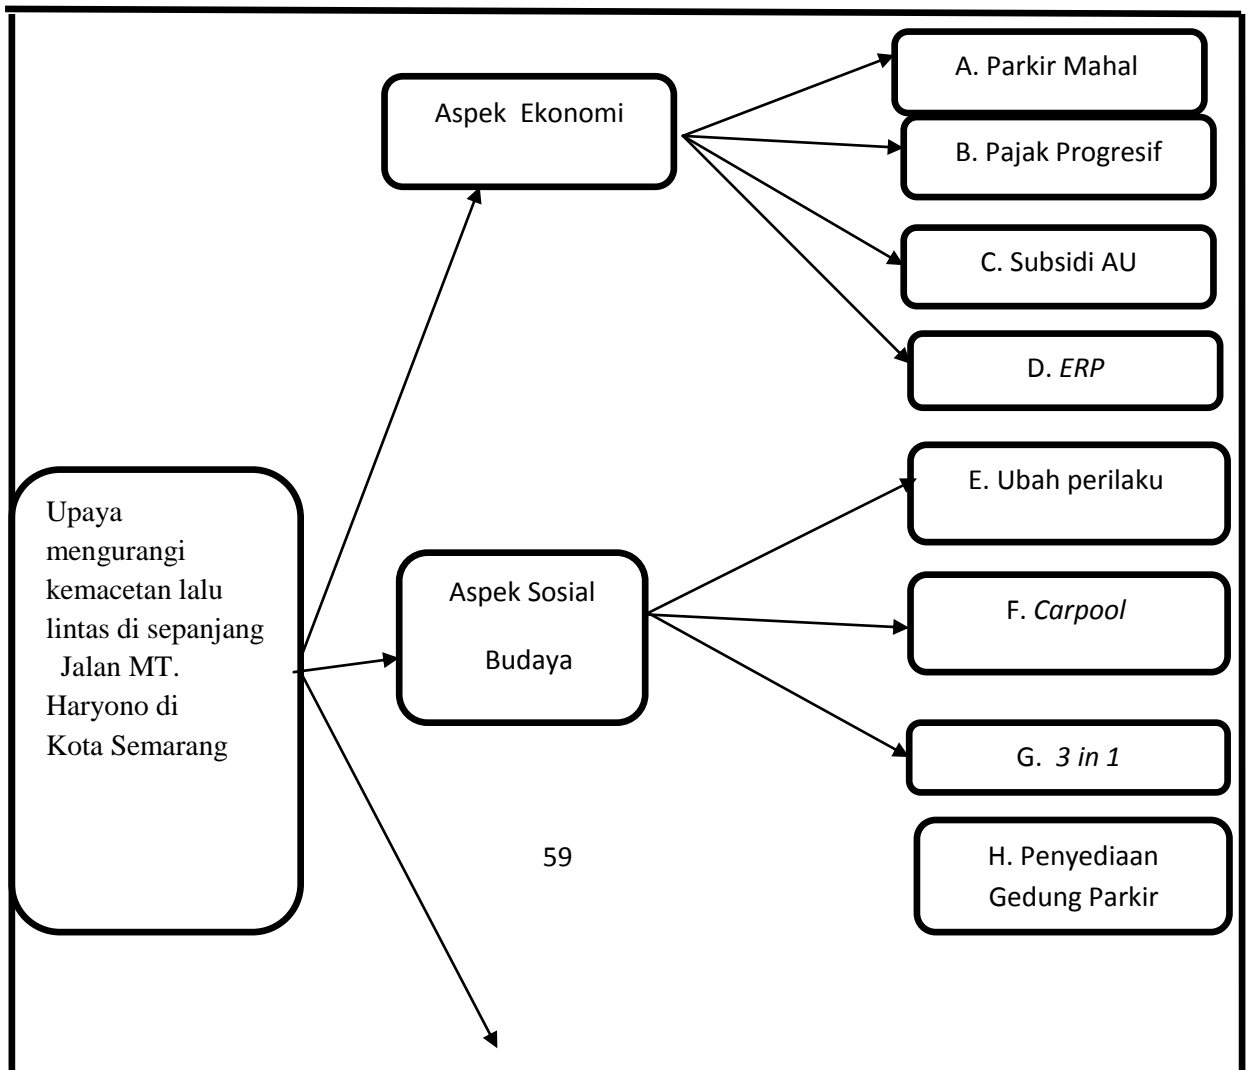 Aspek Ekonomi
A. Parkir Mahal
B. Pajak Progresif
C. Subsidi AU
D. ERP
Upaya
mengurangi
kemacetan lalu
lintas di sepanjang
Jalan MT.
Haryono di
Kota Semarang
Aspek Sosial
Budaya
E. Ubah perilaku
F. Carpool
G. 3 in 1
H. Penyediaan
Gedung Parkir
59